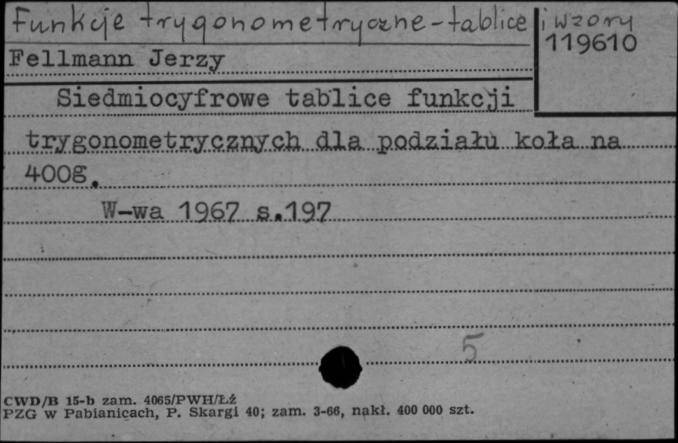 Funkcje trygonometryczne - tablice i wzory
119610
Fellmann Jerzy
Siedmiocyfrowe tablice funkcji
trygonometrycznych dla podziału koła na
400g.
W-wa 1967 s.197
5
CWD/B 15-b zam. 4065/PWH/Łź
PZG w Pabianicach, P. Skargi 40; zam. 3-66, nakł. 400 000 szt.